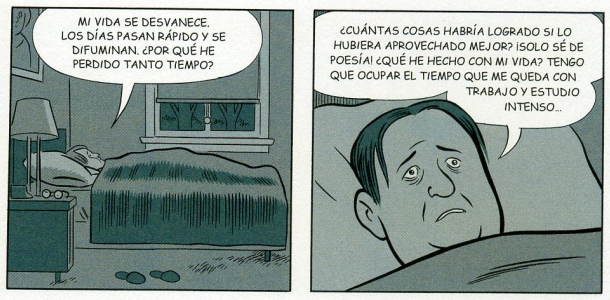 MI VIDA SE DESVANECE.
LOS DÍAS PASAN RÁPIDO Y SE
DIFUMINAN. ¿POR QUÉ HE
PERDIDO TANTO TIEMPO?
¿CUÁNTAS COSAS HABRÍA LOGRADO SI LO
HUBIERA APROVECHADO MEJOR? ¡SOLO SÉ DE
POESÍA! ¿QUÉ HE HECHO CON MI VIDA? TENGO
QUE OCUPAR EL TIEMPO QUE ME QUEDA CON
TRABAJO Y ESTUDIO
INTENSO...